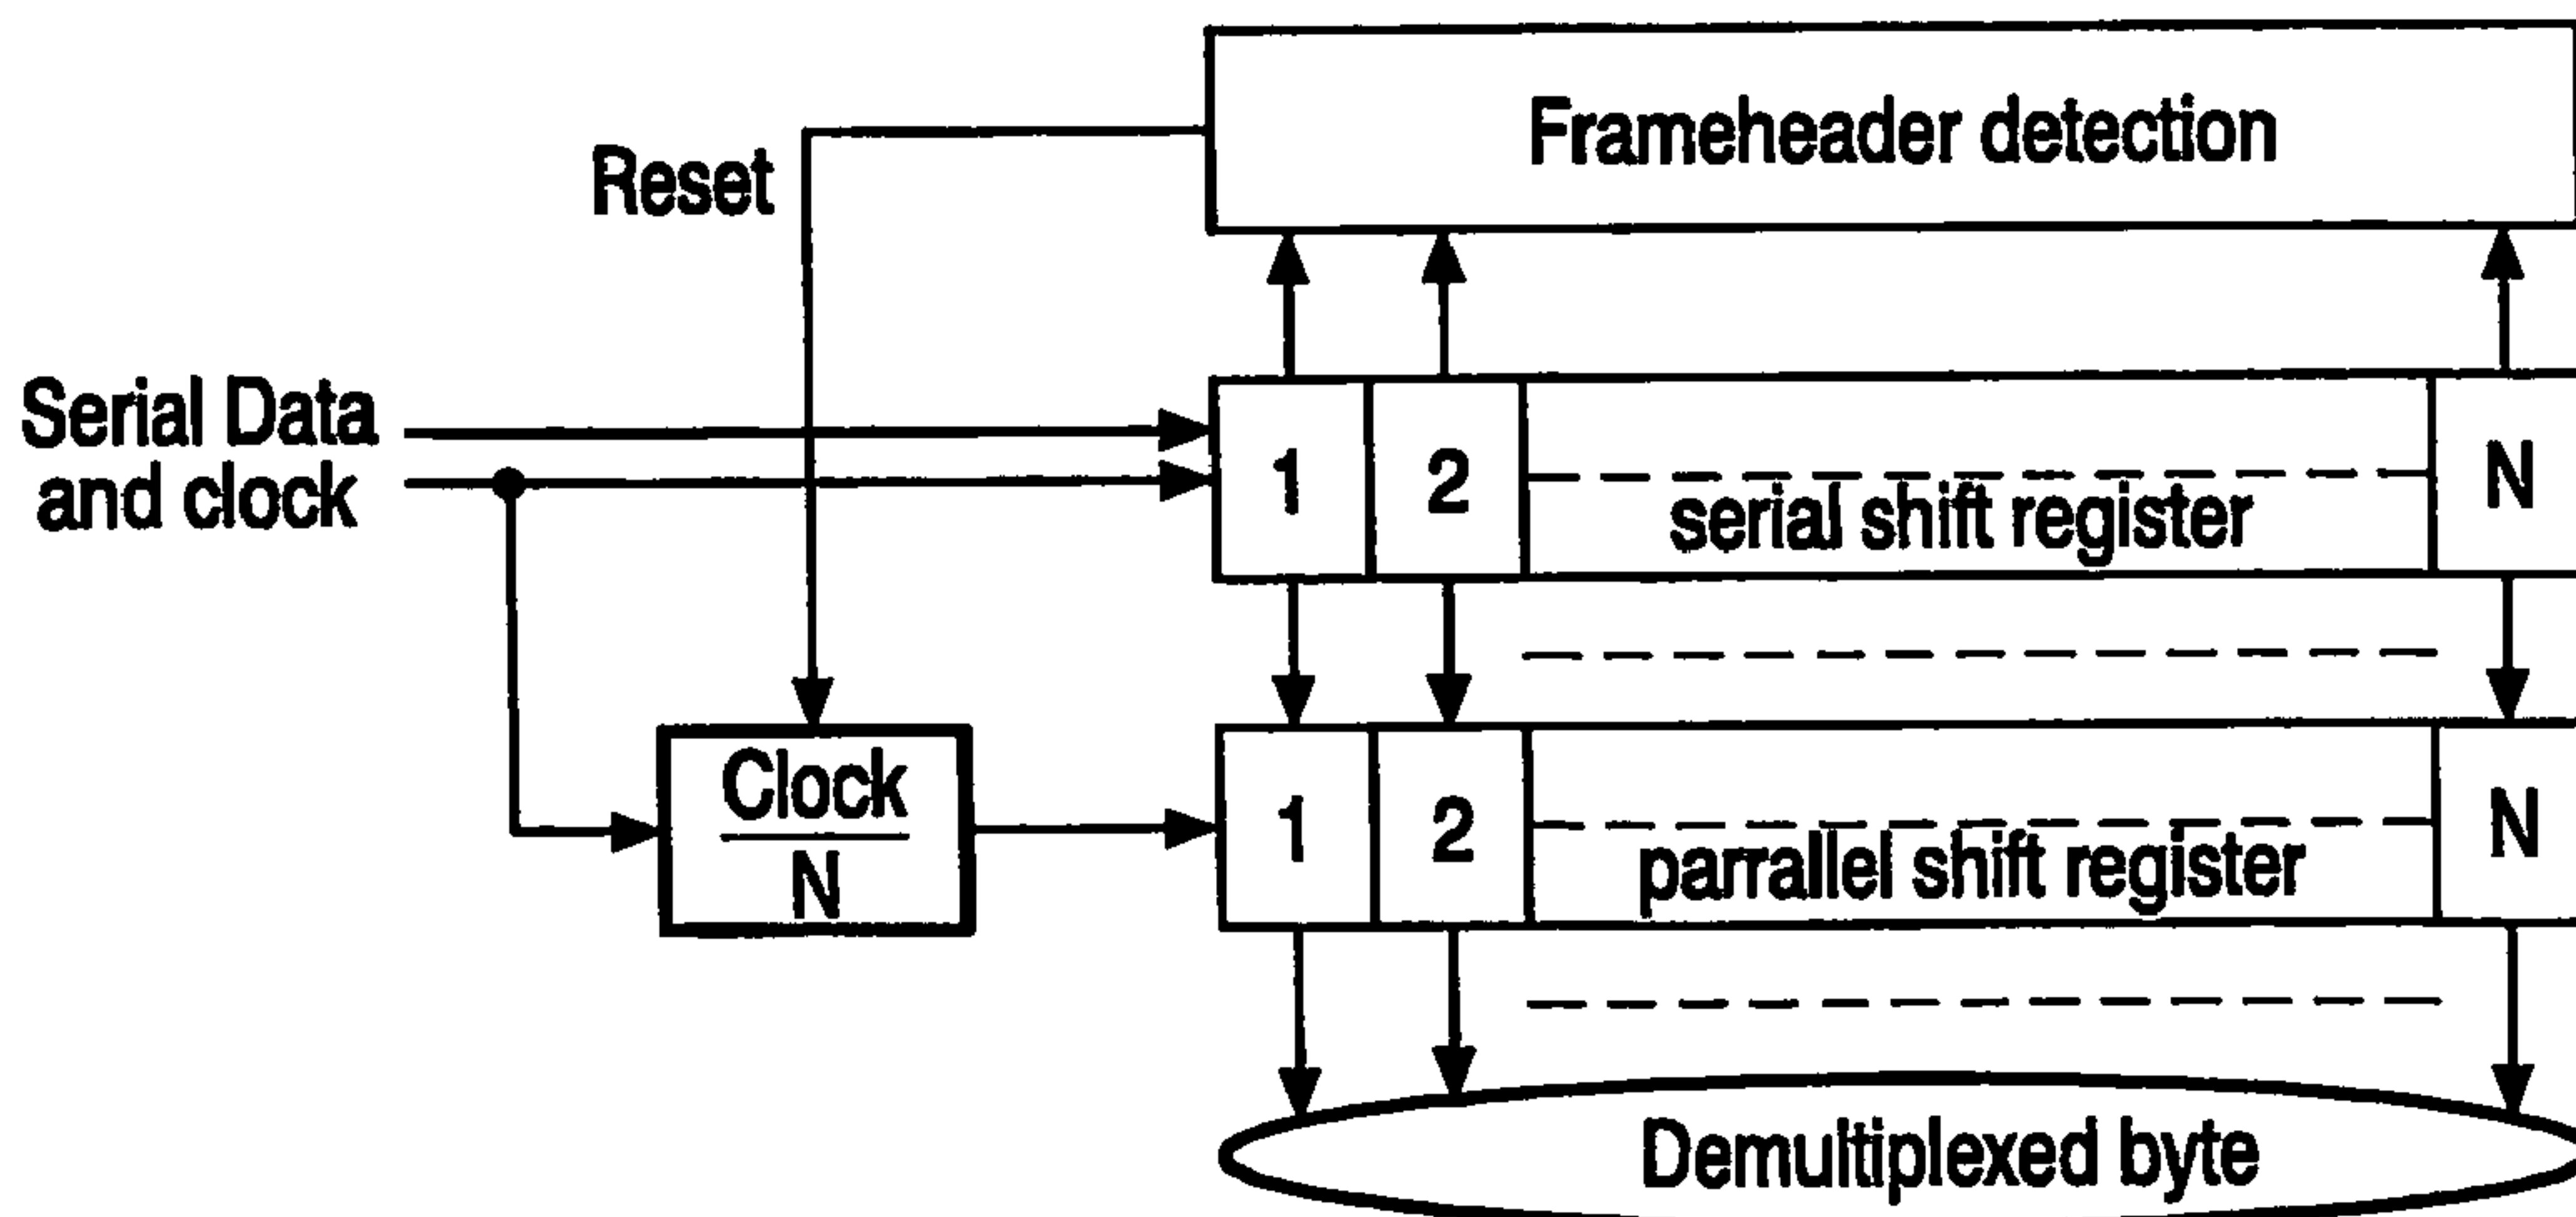 Frameheader detection
Reset
Serial Data
and clock
1
2
serial shift register
N
Clock
N
1
2
parrallel shift register
N
Demultiplexed byte